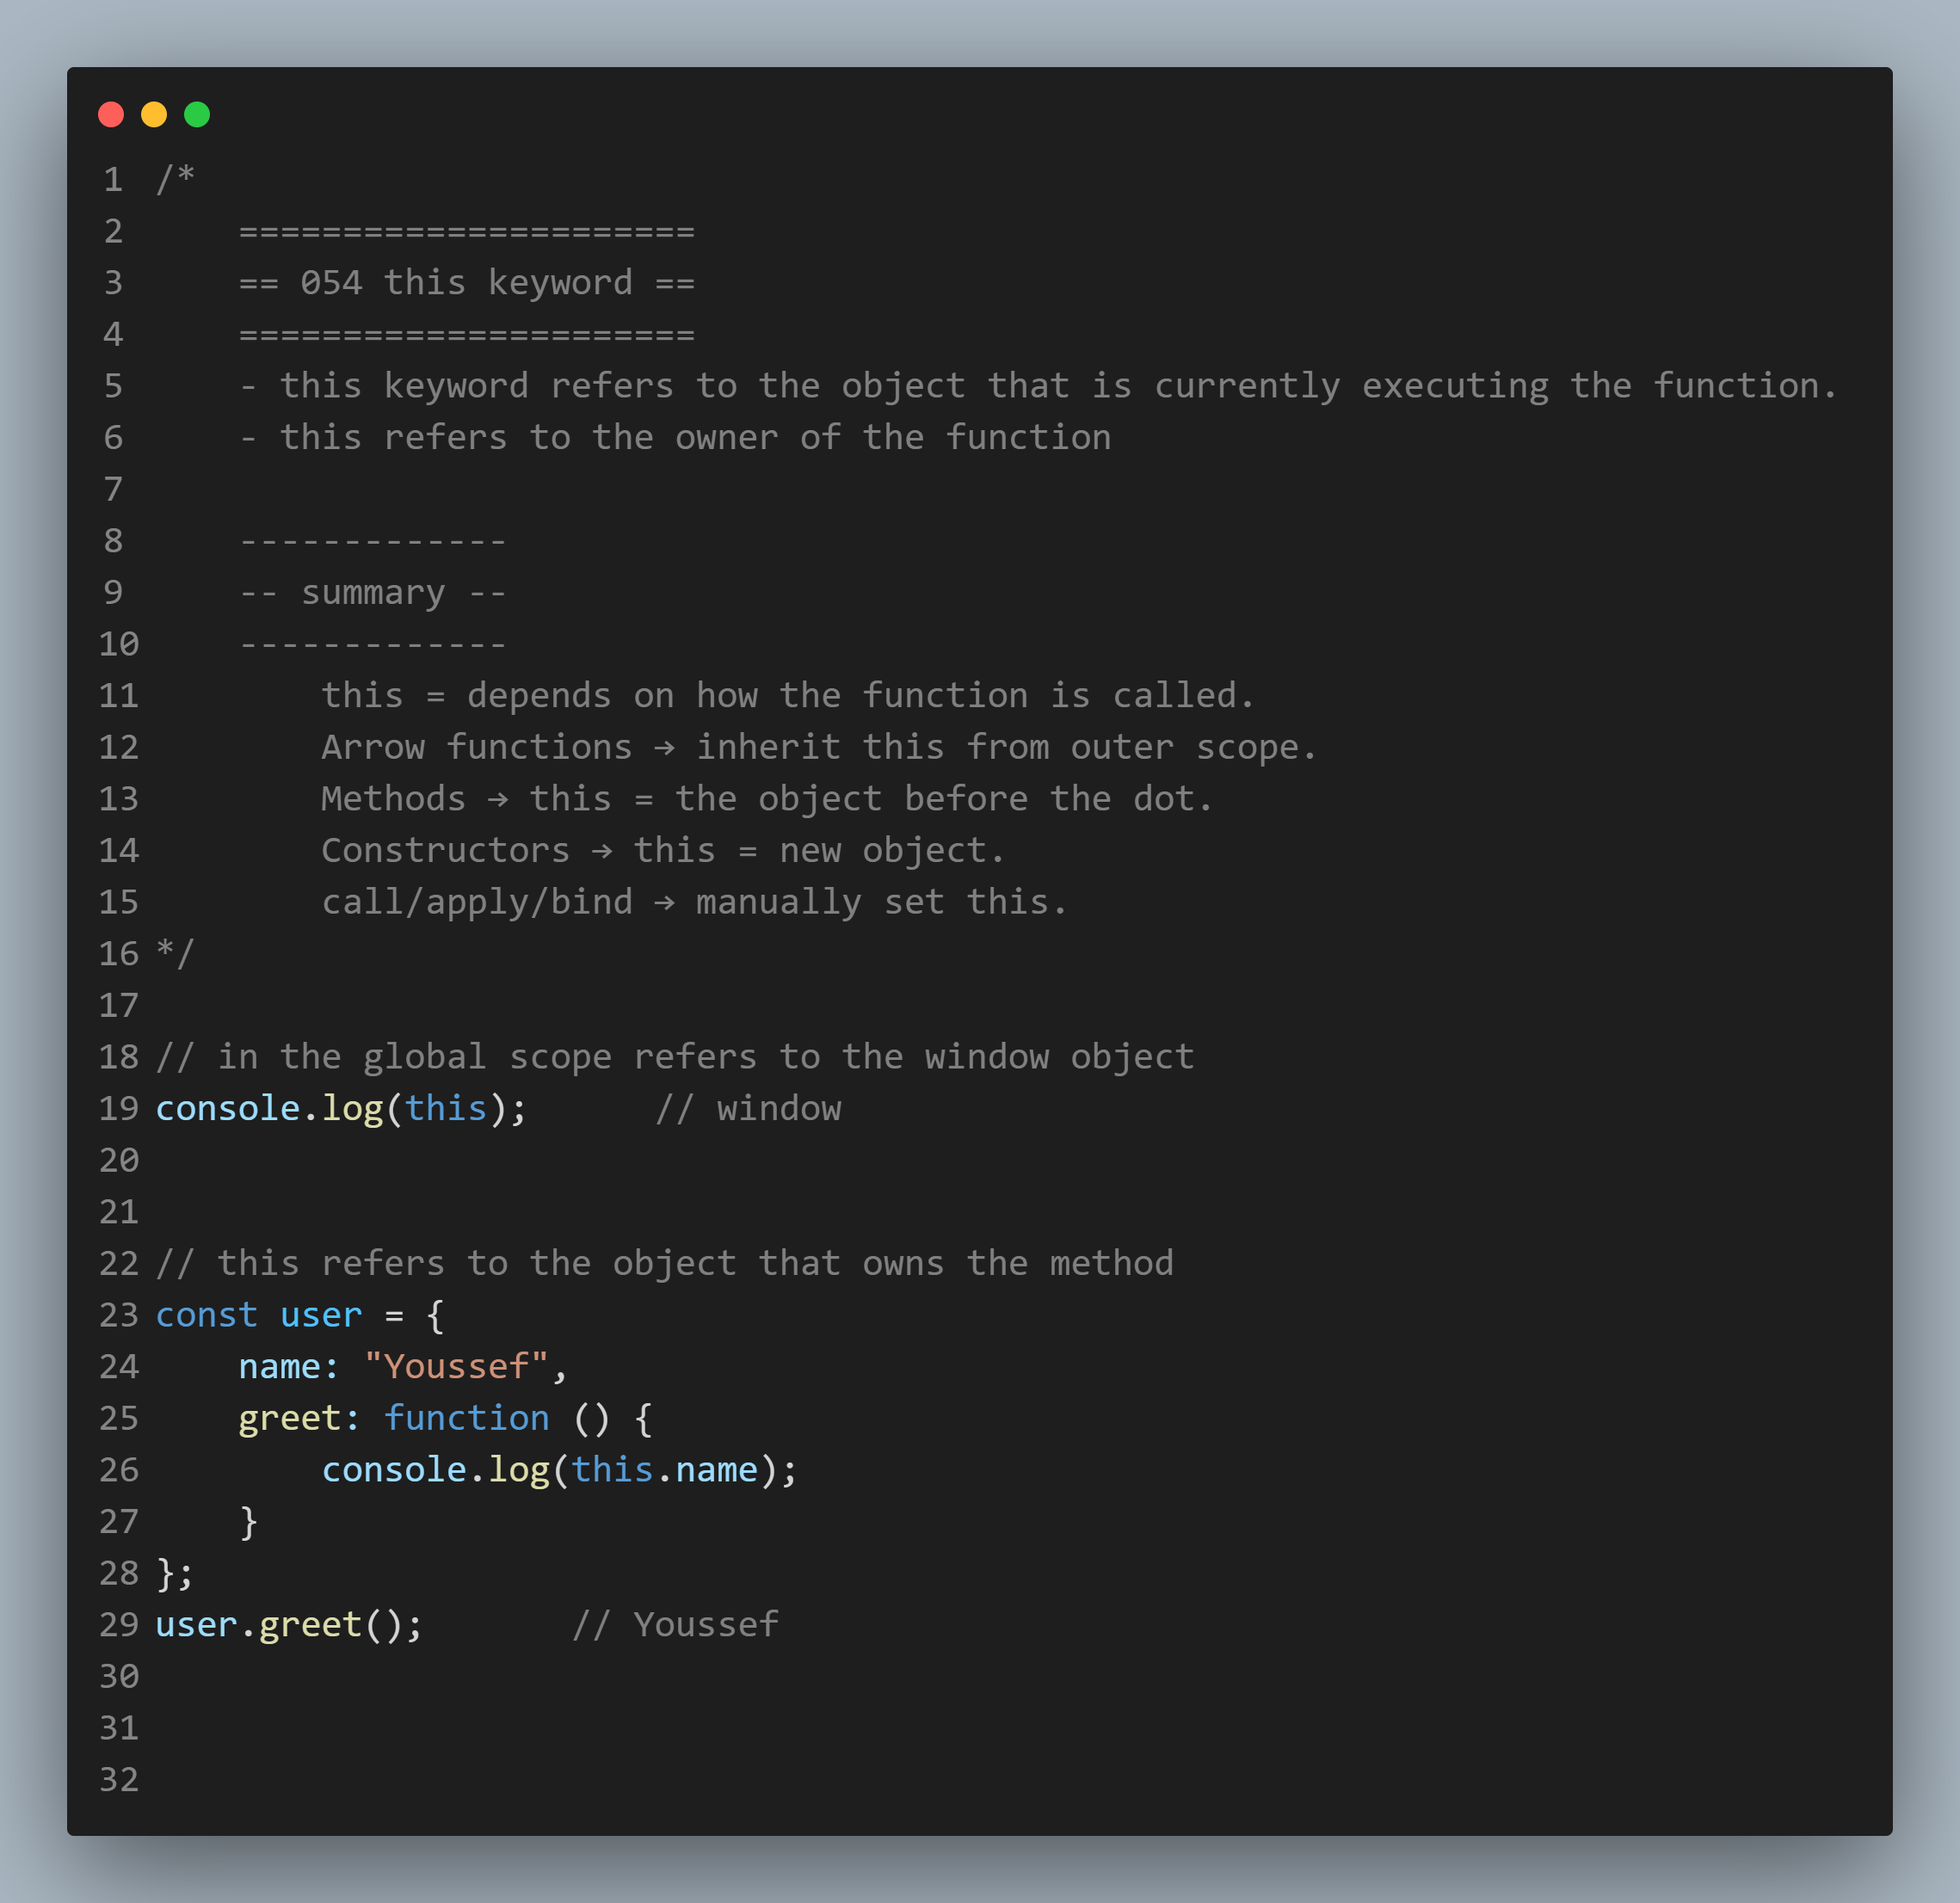 1 /*
2     ======================
3     == 054 this keyword ==
4     ======================
5     - this keyword refers to the object that is currently executing the function.
6     - this refers to the owner of the function
7
8     -------------
9     -- summary --
10     -------------
11         this = depends on how the function is called.
12         Arrow functions → inherit this from outer scope.
13         Methods → this = the object before the dot.
14         Constructors → this = new object.
15         call/apply/bind → manually set this.
16 */
17
18 // in the global scope refers to the window object
19 console.log(this);      // window
20
21
22 // this refers to the object that owns the method
23 const user = {
24     name: "Youssef",
25     greet: function () {
26         console.log(this.name);
27     }
28 };
29 user.greet();       // Youssef
30
31
32